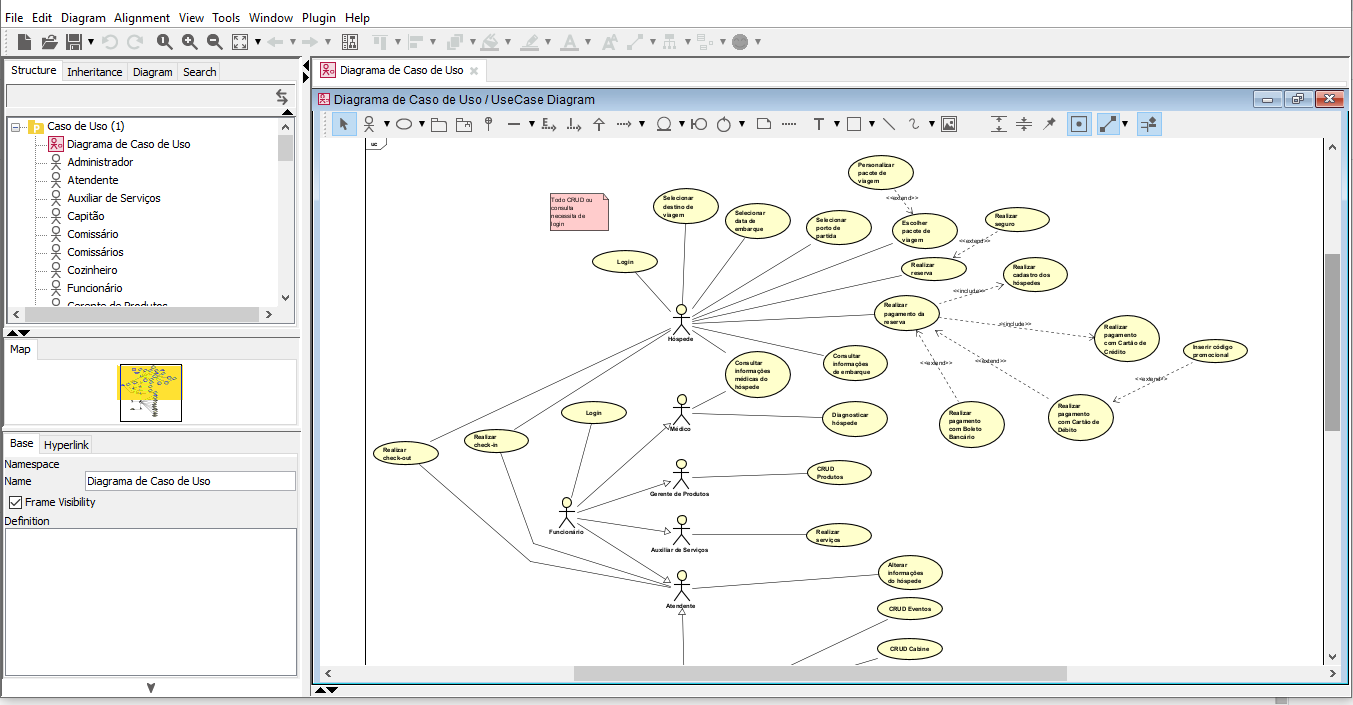 File Edit Diagram Alignment View Tools Window Plugin Help
Structure Inheritance Diagram Search
Caso de Uso (1)
Diagrama de Caso de Uso
Administrador
Atendente
Auxiliar de Serviços
Capitão
Comissário
Comissários
Cozinheiro
Funcionário
Gerente de Produtos
Map
Base Hyperlink
Namespace
Name Diagrama de Caso de Uso
Frame Visibility
Definition
Diagrama de Caso de Uso
Diagrama de Caso de Uso / UseCase Diagram
uc
Todo CRUD ou
consulta
necessita de
login
Personalizar
pacote de
viagem
<<extend>>
Selecionar
destino de
viagem
Selecionar
data de
embarque
Selecionar
porto de
partida
Escolher
pacote de
viagem
Realizar
seguro
<<extend>>
Login
Realizar
reserva
Realizar
cadastro dos
hóspedes
<<include>>
Realizar
pagamento da
reserva
<<include>>
Realizar
pagamento
com Cartão de
Crédito
Inserir código
promocional
<<extend>>
<<extend>>
<<extend>>
Hóspede
Consultar
informações
de embarque
Consultar
informações
médicas do
hóspede
Realizar
pagamento
com Boleto
Bancário
Realizar
pagamento
com Cartão de
Débito
Login
Médico
Diagnosticar
hóspede
Realizar
check-in
Realizar
check-out
CRUD
Produtos
Gerente de Produtos
Funcionário
Realizar
serviços
Auxiliar de Serviços
Alterar
informações
do hóspede
Atendente
CRUD Eventos
CRUD Cabine